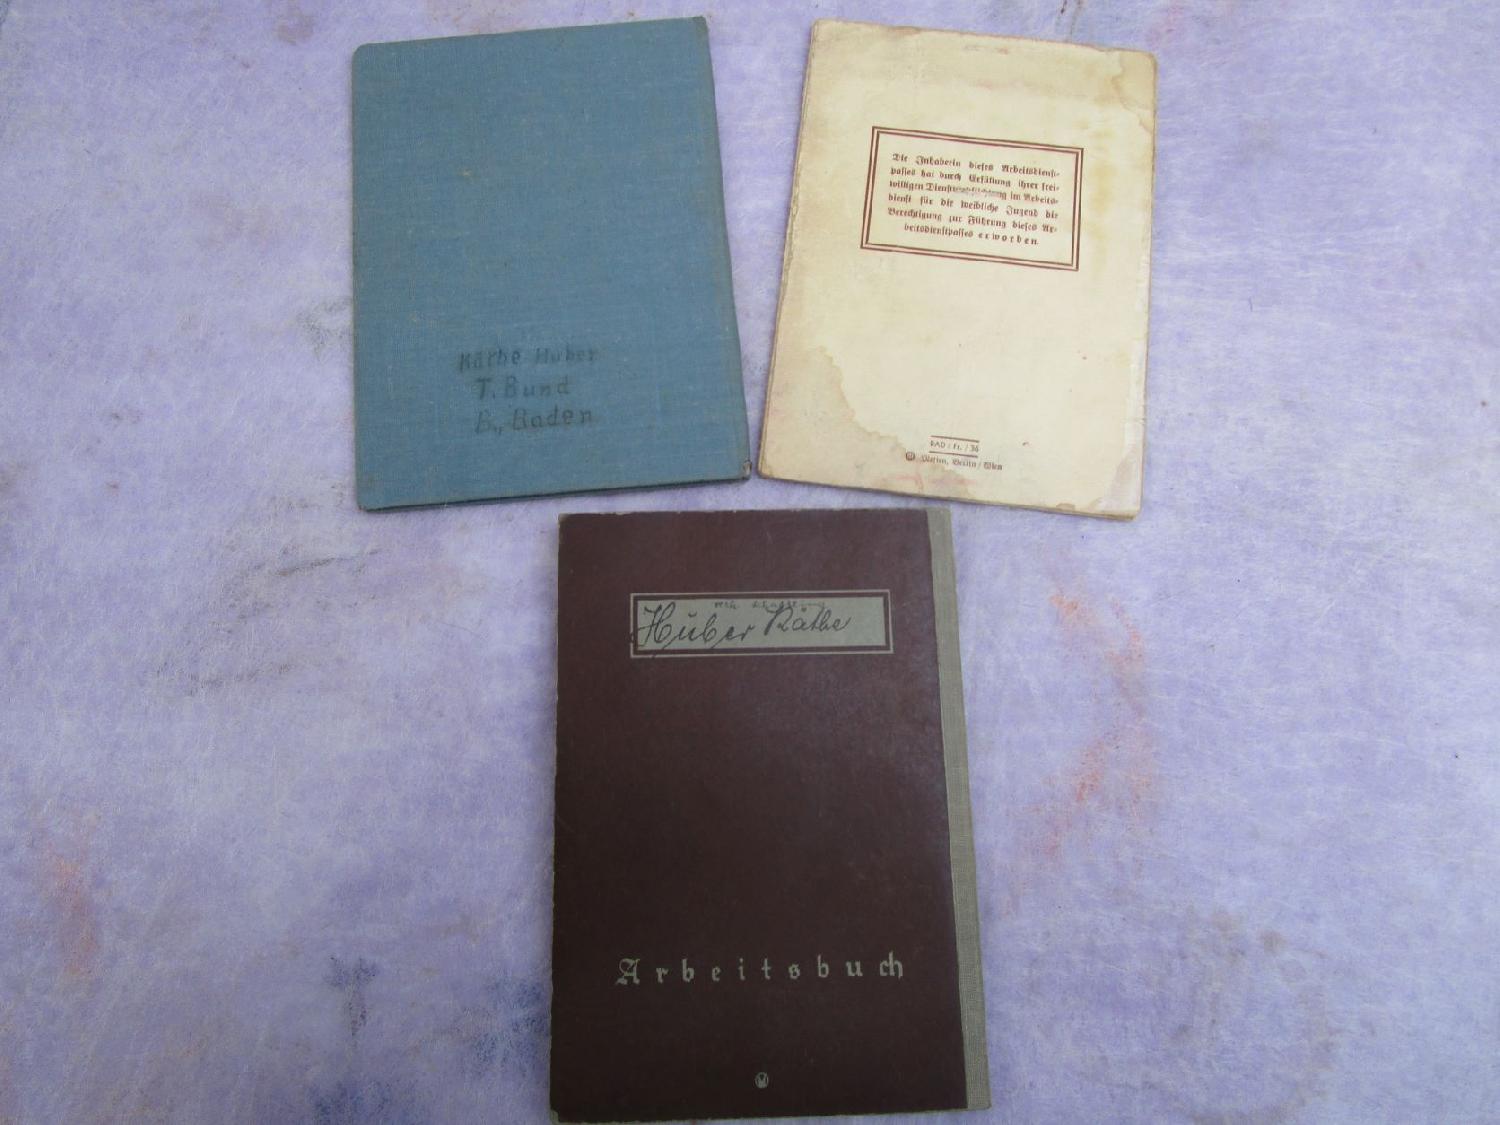 Käthe Huber
T. Bund
B., Baden
Die Inhaberin dieses Arbeitsdienst-
passes hat durch Erfüllung ihrer frei-
willigen Dienstverpflichtung im Arbeits-
dienst für die weibliche Jugend die
Berechtigung zur Führung dieses Ar-
beitsdienstpasses erworben
RAD / Fr. / 36
Berlin / Wien
Huber Käthe
Arbeitsbuch